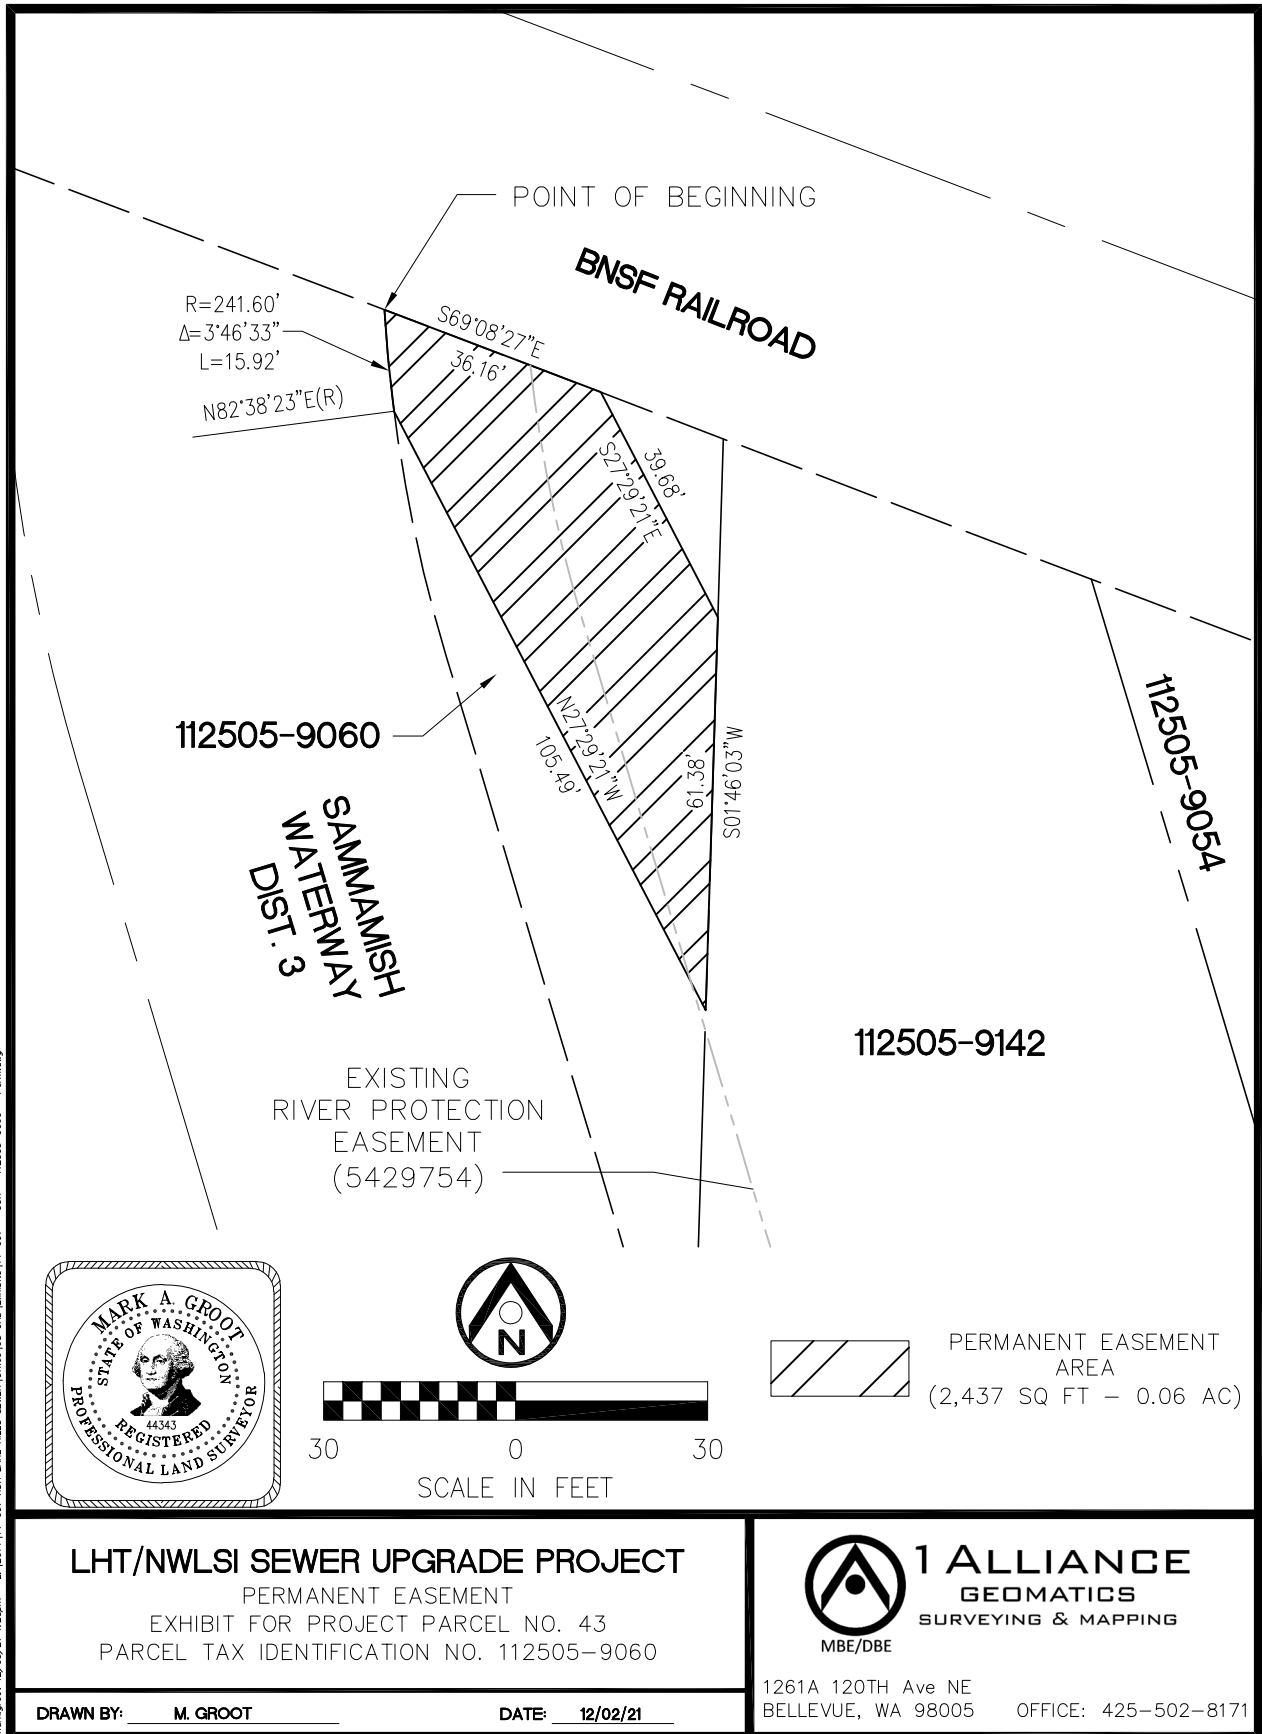 POINT OF BEGINNING
BNSF RAILROAD
R=241.60'
Δ=3°46'33"
L=15.92'
N82°38'23"E(R)
S69°08'27"E
36.16'
S27°29'21"E
39.68'
N27°29'21"W
105.49'
61.38'
S01°46'03"W
112505-9060
112505-9054
SAMMAMISH
WATERWAY
DIST. 3
112505-9142
EXISTING
RIVER PROTECTION
EASEMENT
(5429754)
MARK A. GROOT
STATE OF WASHINGTON
44343
REGISTERED
PROFESSIONAL LAND SURVEYOR
N
30 0 30
SCALE IN FEET
PERMANENT EASEMENT
AREA
(2,437 SQ FT - 0.06 AC)
LHT/NWLSI SEWER UPGRADE PROJECT
PERMANENT EASEMENT
EXHIBIT FOR PROJECT PARCEL NO. 43
PARCEL TAX IDENTIFICATION NO. 112505-9060
DRAWN BY: M. GROOT DATE: 12/02/21
1 ALLIANCE
GEOMATICS
SURVEYING & MAPPING
MBE/DBE
1261A 120TH Ave NE
BELLEVUE, WA 98005 OFFICE: 425-502-8171